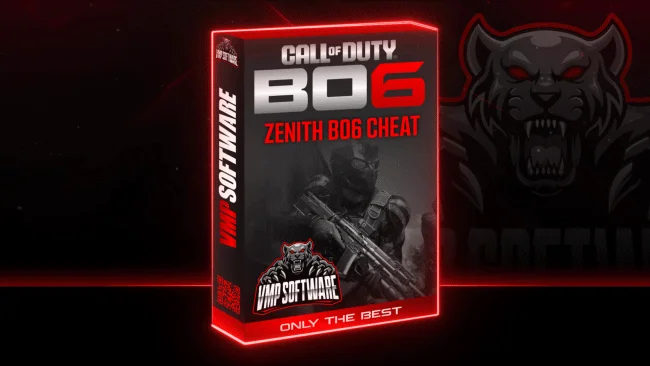 CALL OF DUTY
BO6
ZENITH BO6 CHEAT
VMP SOFTWARE
VMP SOFTWARE
ONLY THE BEST